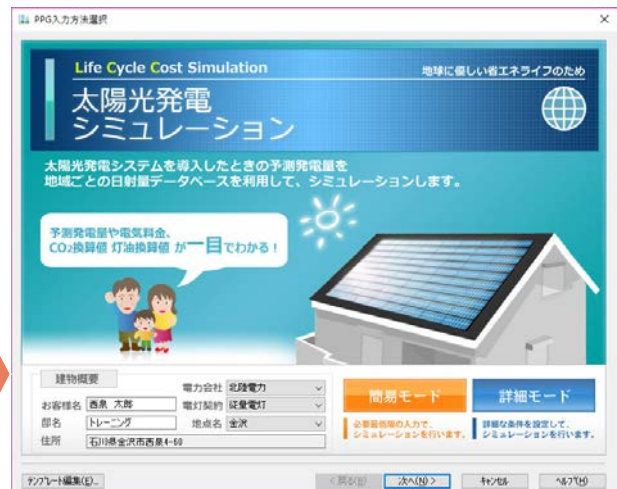 PPG入力方法選択
Life Cycle Cost Simulation
地球に優しい省エネライフのため
太陽光発電
シミュレーション
太陽光発電システムを導入したときの予測発電量を
地域ごとの日射量データベースを利用して、シミュレーションします。
予測発電量や電気料金、
CO2換算値 灯油換算値 が一目でわかる！
建物概要
電力会社 北陸電力
お客様名 西泉 太郎 電灯契約 従量電灯
邸名 トレーニング 地点名 金沢
住所 石川県金沢市西泉4-60
簡易モード
必要最低限の入力で、
シミュレーションを行います。
詳細モード
詳細な条件を設定して、
シミュレーションを行います。
テンプレート編集(E)...
< 戻る(B) 次へ(N) > キャンセル ヘルプ(H)